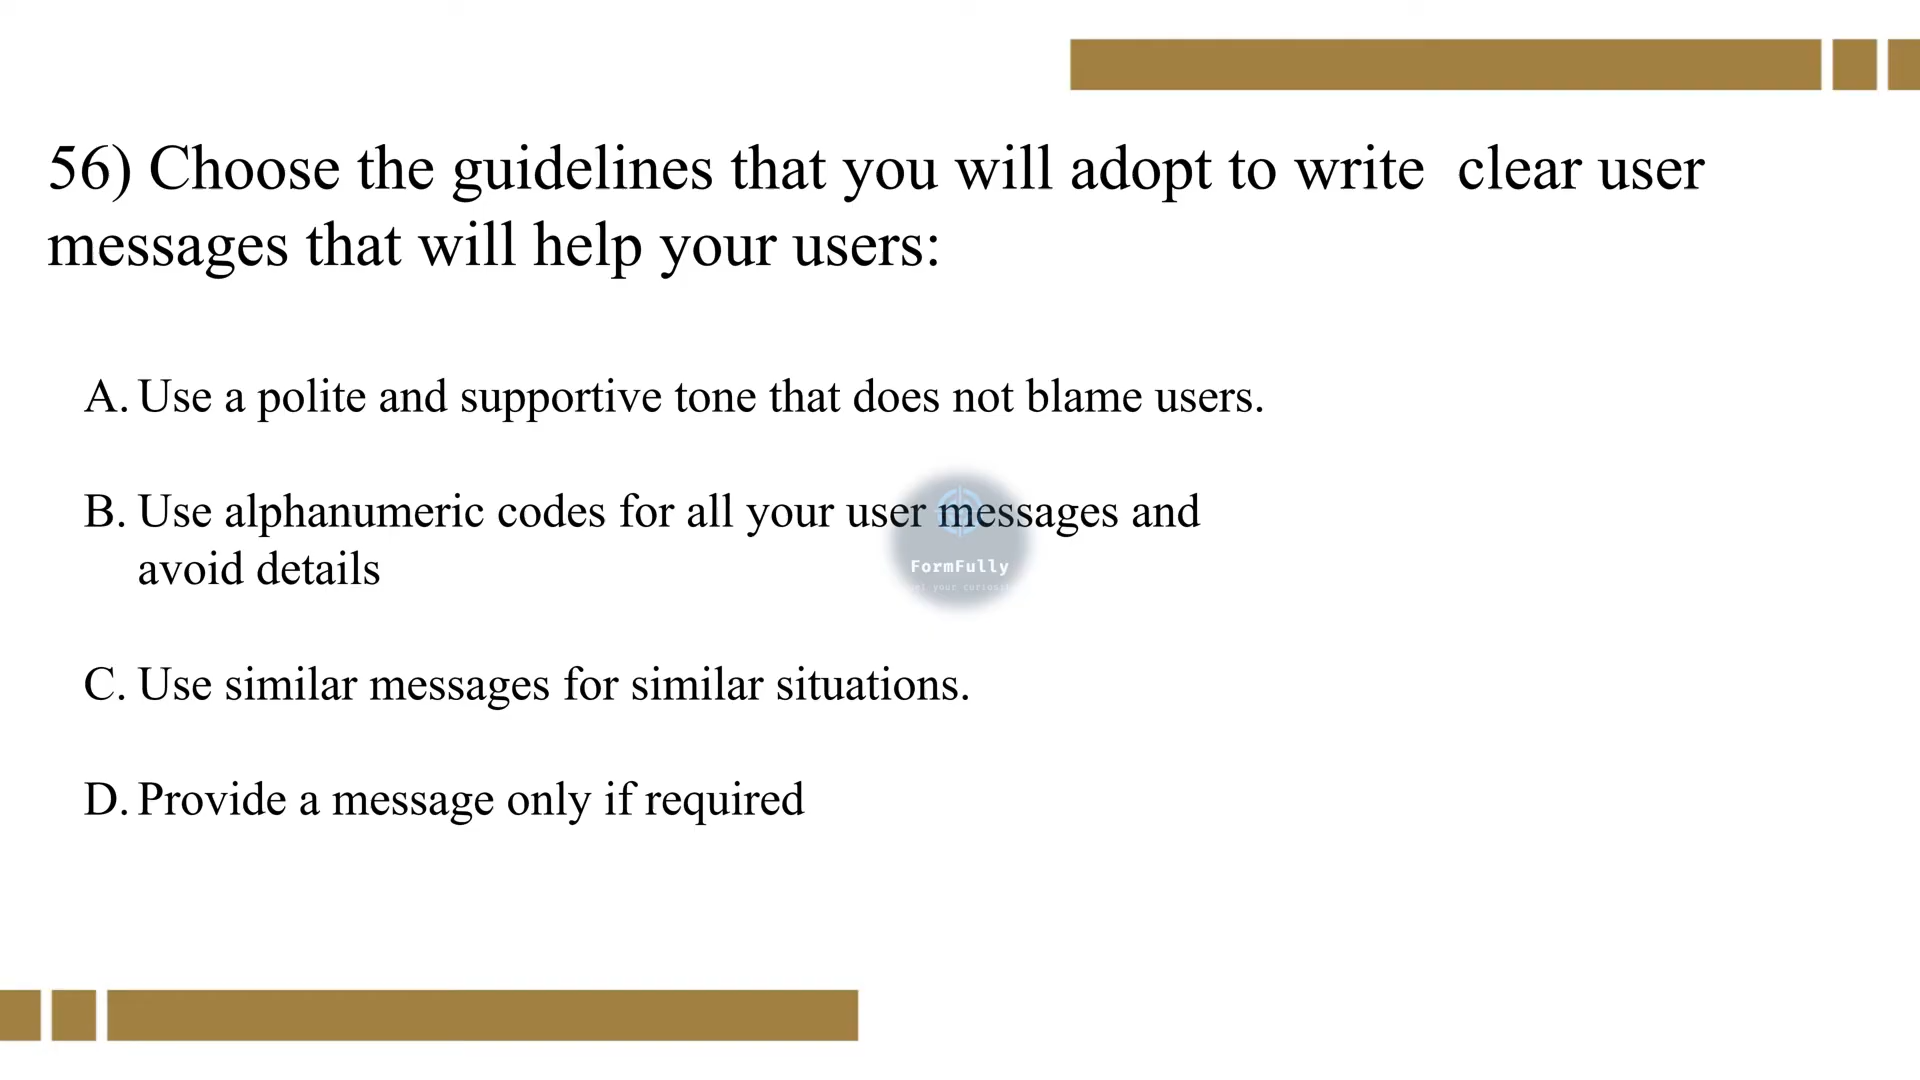 56) Choose the guidelines that you will adopt to write  clear user
messages that will help your users:
A. Use a polite and supportive tone that does not blame users.
B. Use alphanumeric codes for all your user messages and
avoid details
FormFully
your
C. Use similar messages for similar situations.
D. Provide a message only if required